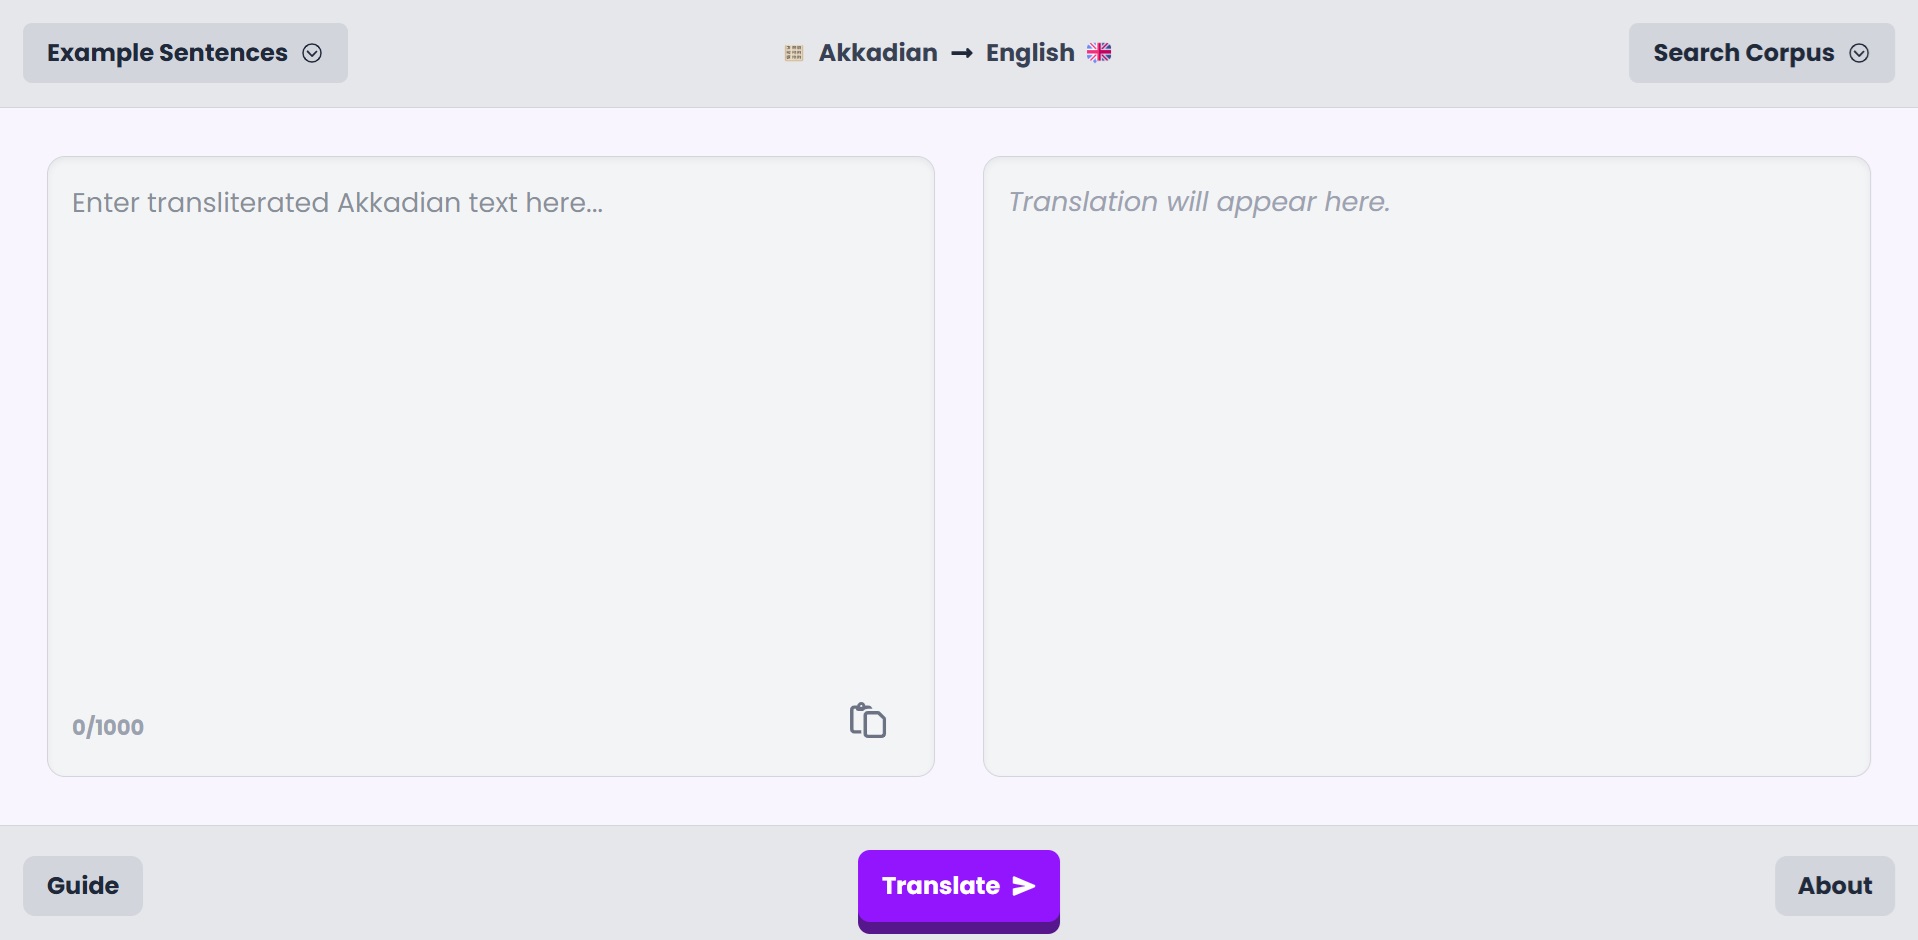 Example Sentences
Akkadian → English
Search Corpus
Enter transliterated Akkadian text here...
Translation will appear here.
0/1000
Guide
Translate
About